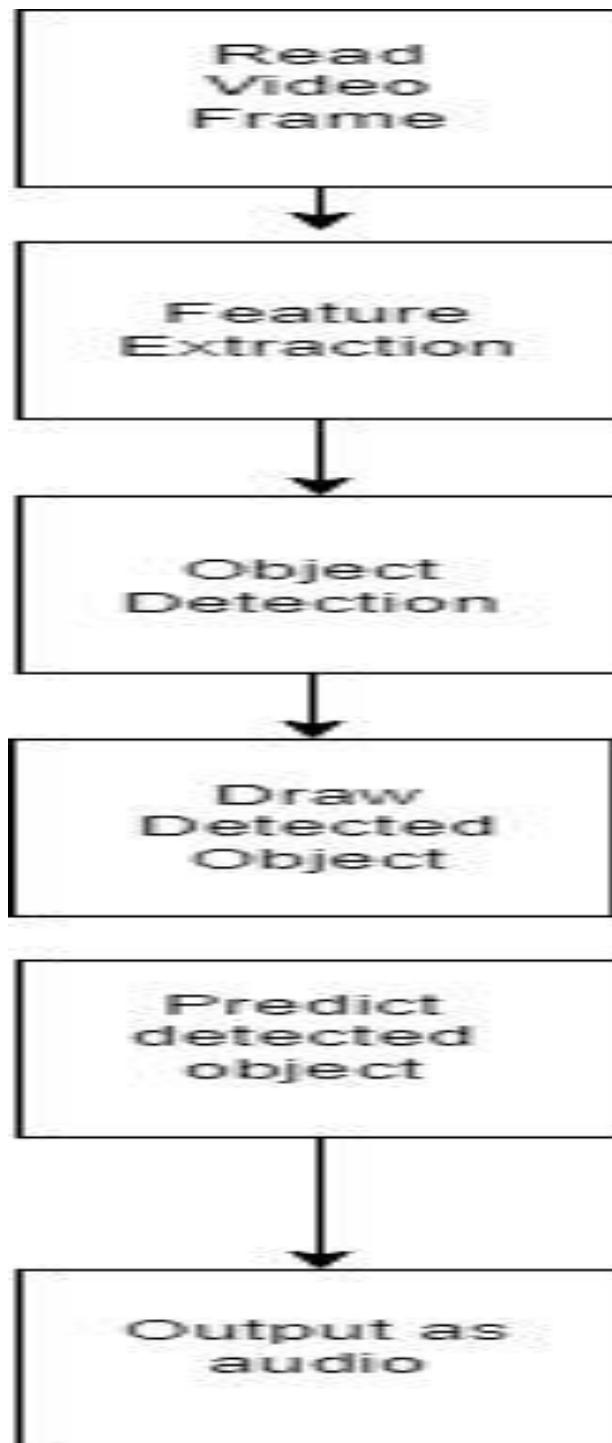 Read
Video
Frame
Feature
Extraction
Object
Detection
Draw
Detected
Object
Predict
detected
object
Output as
audio